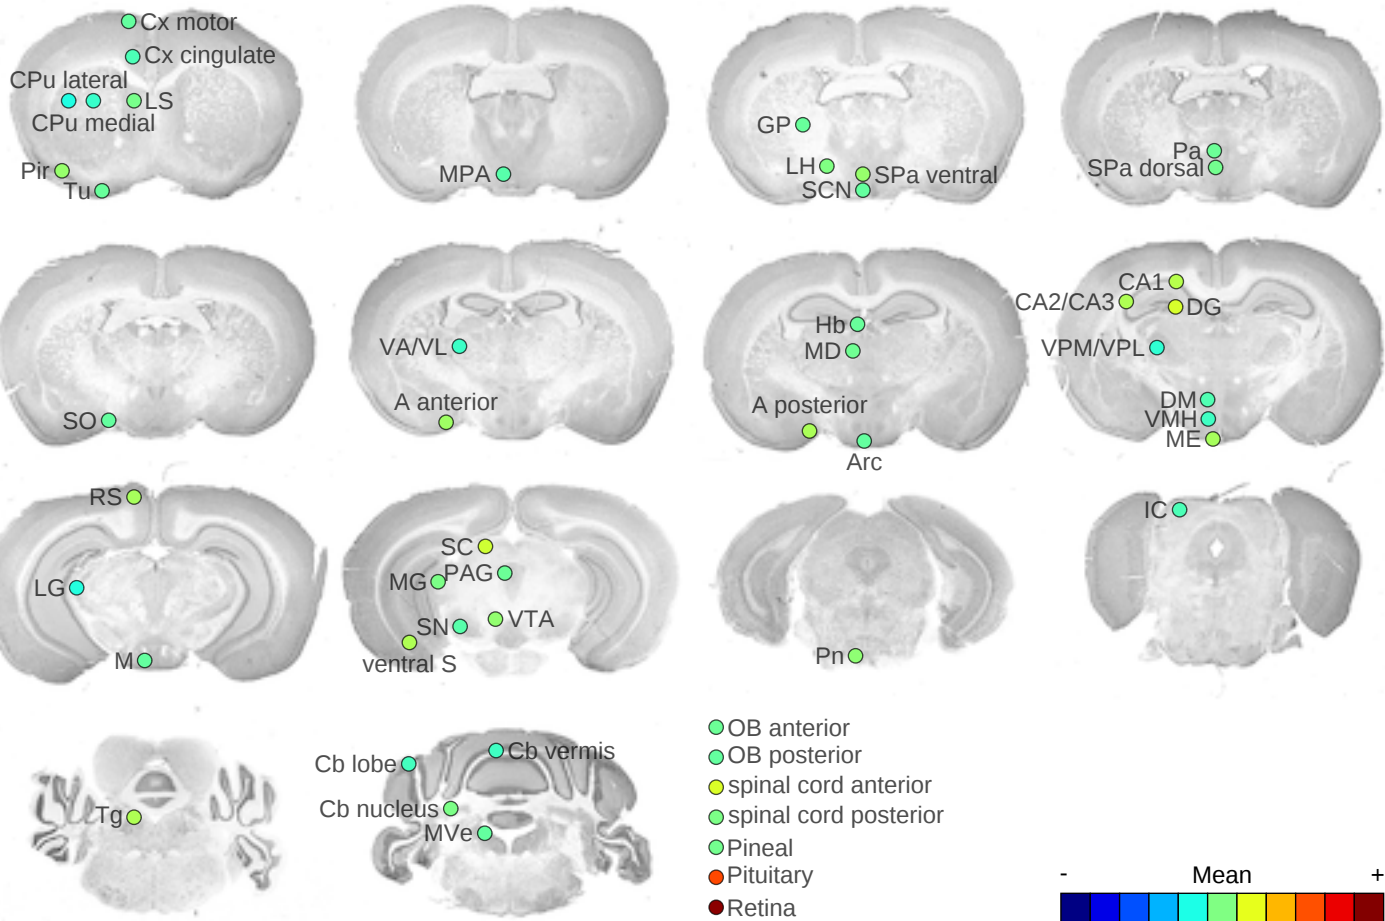 Cx motor
Cx cingulate
CPu lateral
LS
CPu medial
Pir
Tu
MPA
GP
LH
SPa ventral
SCN
Pa
SPa dorsal
SO
VA/VL
A anterior
Hb
MD
A posterior
Arc
CA1
CA2/CA3
DG
VPM/VPL
DM
VMH
ME
RS
LG
M
SC
PAG
MG
VTA
SN
ventral S
Pn
IC
Tg
Cb vermis
Cb lobe
Cb nucleus
MVe
OB anterior
OB posterior
spinal cord anterior
spinal cord posterior
Pineal
Pituitary
Retina
- Mean +